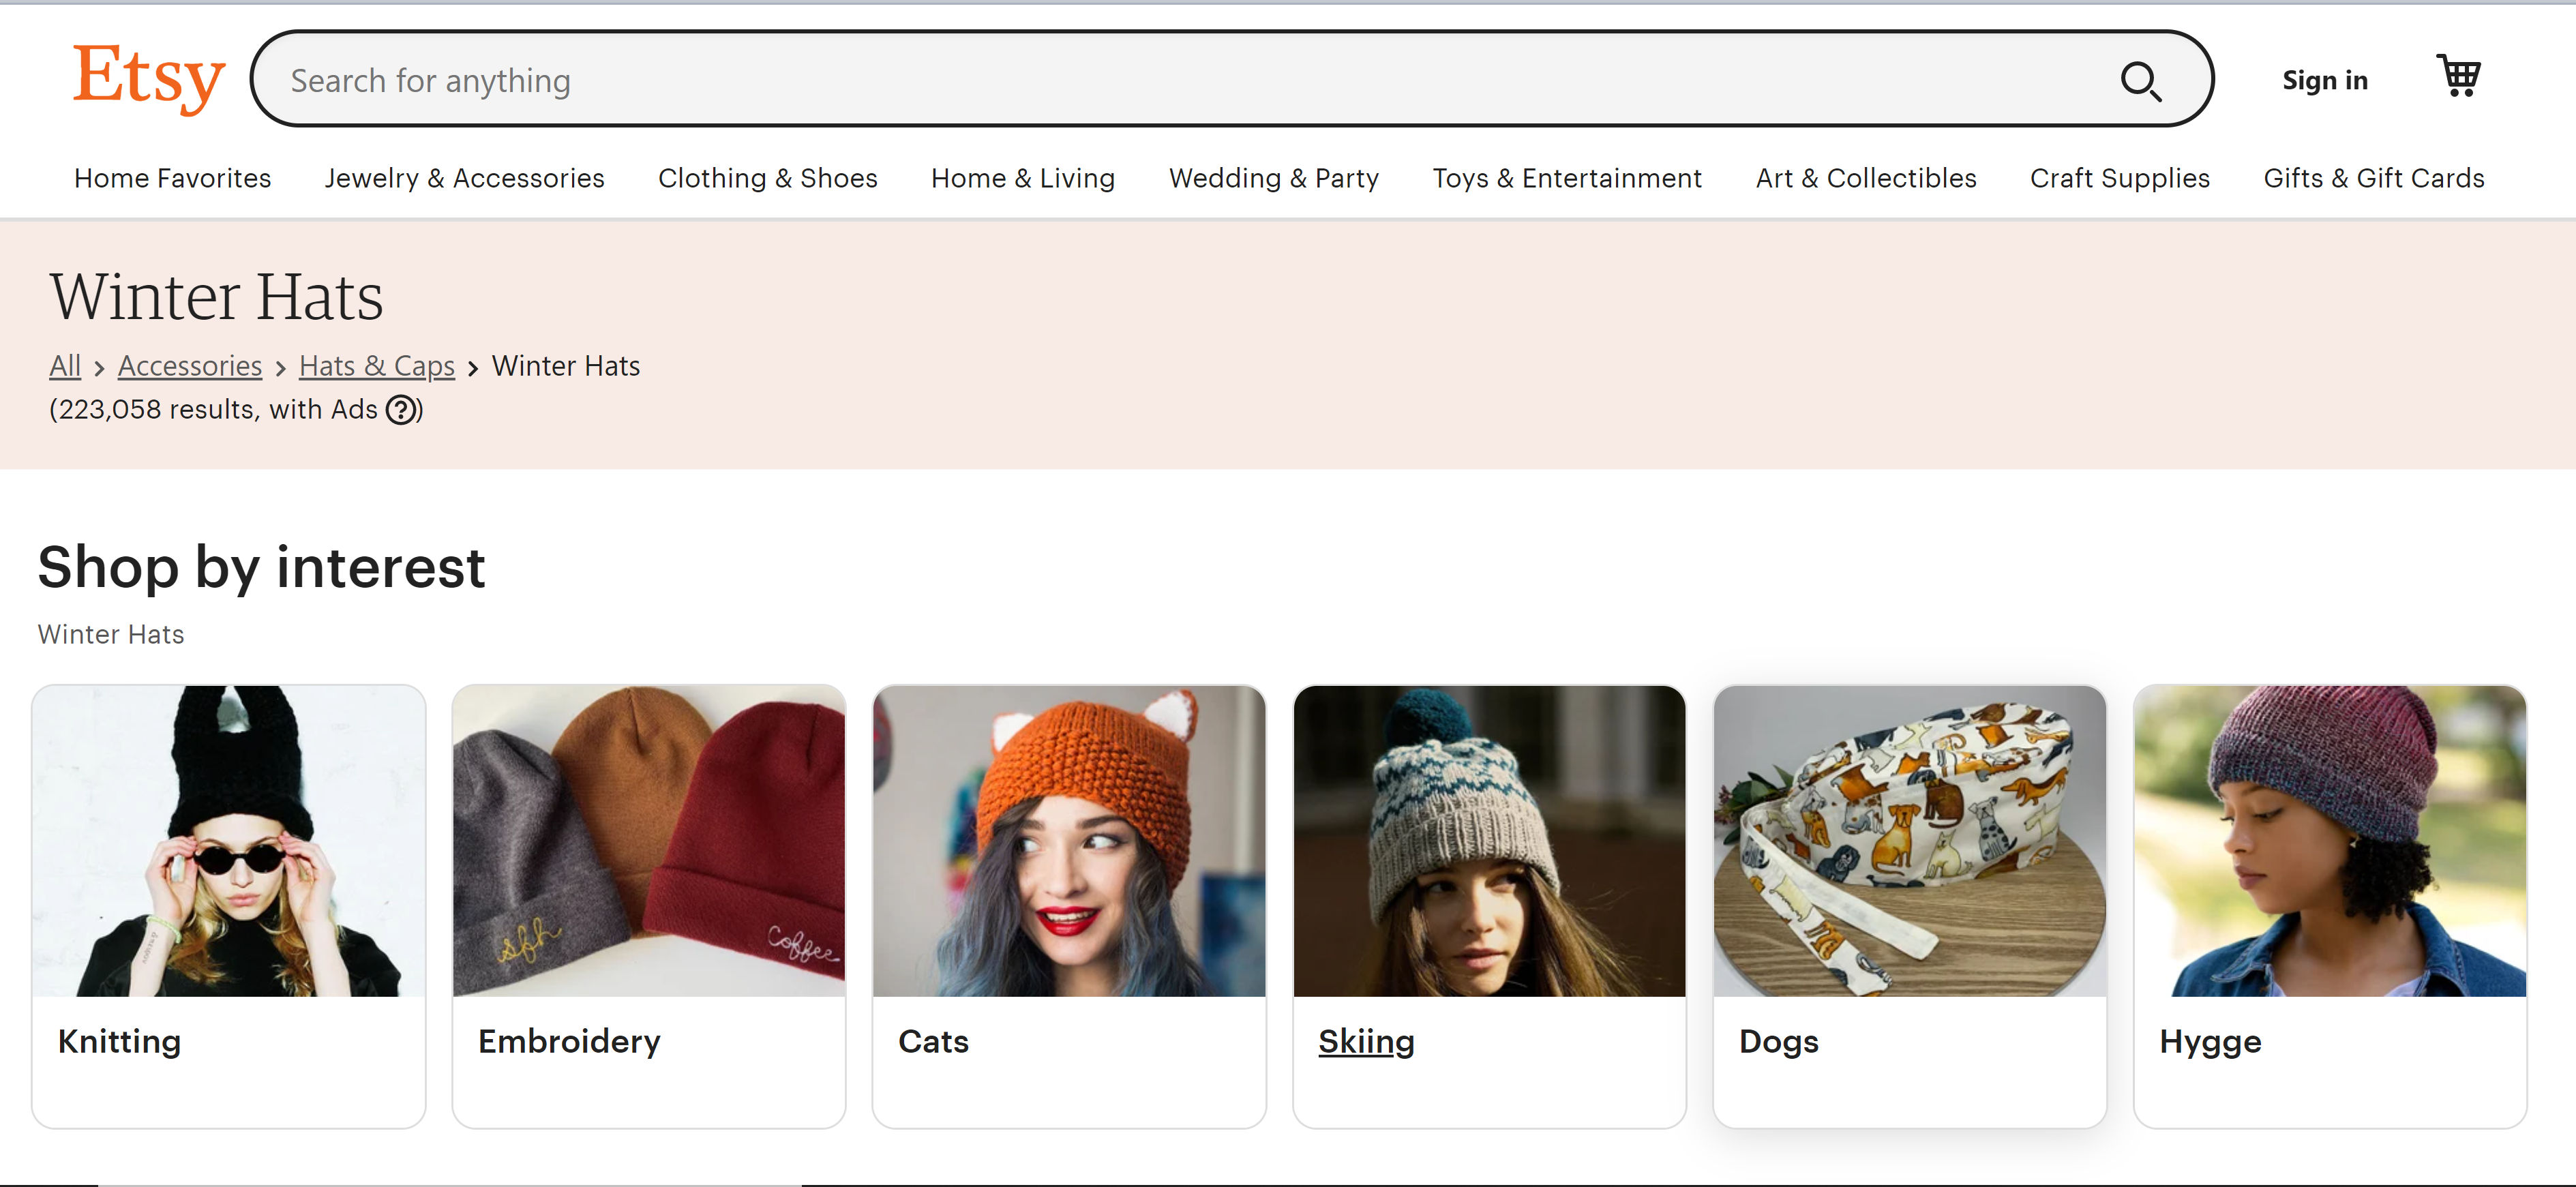 Etsy
Search for anything
Sign in
Home Favorites
Jewelry & Accessories
Clothing & Shoes
Home & Living
Wedding & Party
Toys & Entertainment
Art & Collectibles
Craft Supplies
Gifts & Gift Cards
Winter Hats
All > Accessories > Hats & Caps > Winter Hats
(223,058 results, with Ads ?)
Shop by interest
Winter Hats
sfh
Coffee
Knitting
Embroidery
Cats
Skiing
Dogs
Hygge